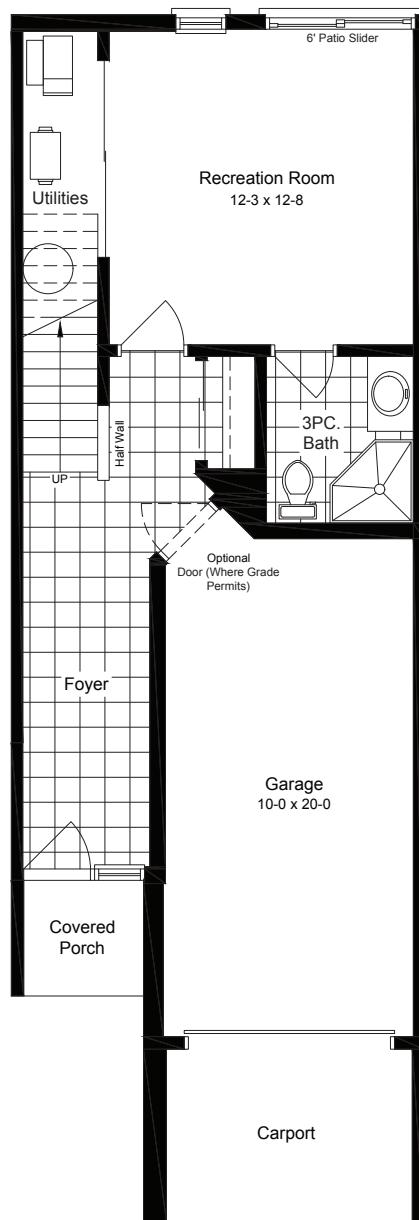 6' Patio Slider
Recreation Room
12-3 x 12-8
Utilities
3PC.
Bath
Half Wall
UP
Optional
Door (Where Grade
Permits)
Foyer
Garage
10-0 x 20-0
Covered
Porch
Carport